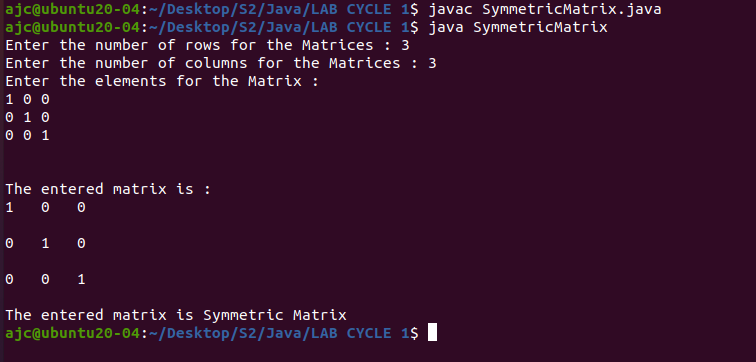 ajc@ubuntu20-04:~/Desktop/S2/Java/LAB CYCLE 1$ javac SymmetricMatrix.java
ajc@ubuntu20-04:~/Desktop/S2/Java/LAB CYCLE 1$ java SymmetricMatrix
Enter the number of rows for the Matrices : 3
Enter the number of columns for the Matrices : 3
Enter the elements for the Matrix :
1 0 0
0 1 0
0 0 1
The entered matrix is :
1   0   0
0   1   0
0   0   1
The entered matrix is Symmetric Matrix
ajc@ubuntu20-04:~/Desktop/S2/Java/LAB CYCLE 1$